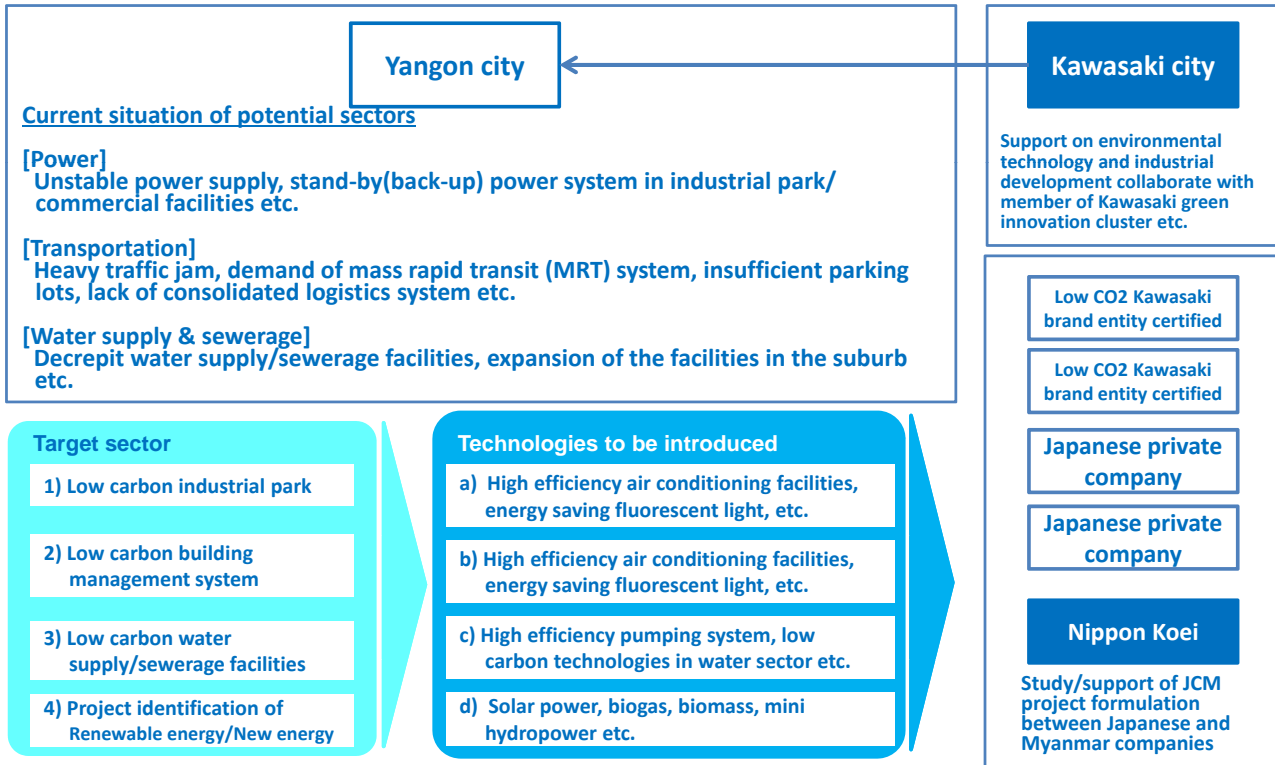 Yangon city
Current situation of potential sectors
[Power]
Unstable power supply, stand-by(back-up) power system in industrial park/
commercial facilities etc.
[Transportation]
Heavy traffic jam, demand of mass rapid transit (MRT) system, insufficient parking
lots, lack of consolidated logistics system etc.
[Water supply & sewerage]
Decrepit water supply/sewerage facilities, expansion of the facilities in the suburb
etc.
Kawasaki city
Support on environmental
technology and industrial
development collaborate with
member of Kawasaki green
innovation cluster etc.
Target sector
1) Low carbon industrial park
2) Low carbon building
management system
3) Low carbon water
supply/sewerage facilities
4) Project identification of
Renewable energy/New energy
Technologies to be introduced
a) High efficiency air conditioning facilities,
energy saving fluorescent light, etc.
b) High efficiency air conditioning facilities,
energy saving fluorescent light, etc.
c) High efficiency pumping system, low
carbon technologies in water sector etc.
d) Solar power, biogas, biomass, mini
hydropower etc.
Low CO2 Kawasaki
brand entity certified
Low CO2 Kawasaki
brand entity certified
Japanese private
company
Japanese private
company
Nippon Koei
Study/support of JCM
project formulation
between Japanese and
Myanmar companies